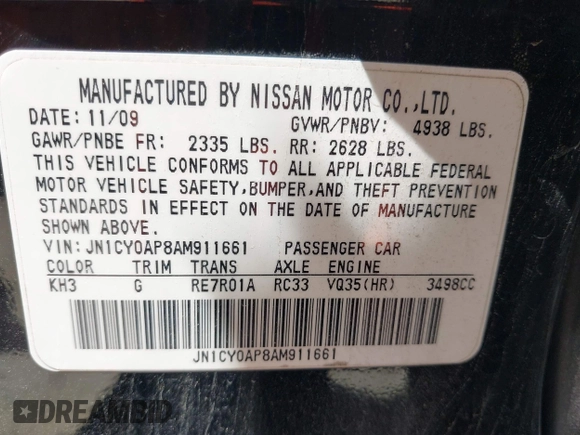 MANUFACTURED BY NISSAN MOTOR CO.,LTD.
DATE: 11/09 GVWR/PNBV: 4938 LBS.
GAWR/PNBE FR: 2335 LBS. RR: 2628 LBS.
THIS VEHICLE CONFORMS TO ALL APPLICABLE FEDERAL
MOTOR VEHICLE SAFETY,BUMPER,AND THEFT PREVENTION
STANDARDS IN EFFECT ON THE DATE OF MANUFACTURE
SHOWN ABOVE.
VIN: JN1CY0AP8AM911661 PASSENGER CAR
COLOR TRIM TRANS AXLE ENGINE
KH3 G RE7R01A RC33 VQ35(HR) 3498CC
JN1CY0AP8AM911661
DREAMBID